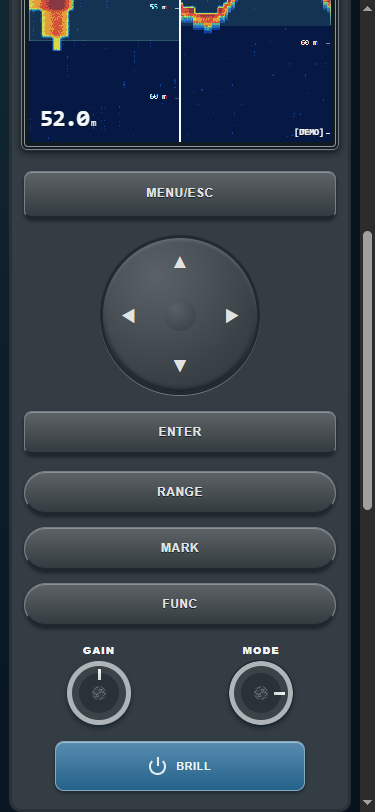 55 m
60 m
60 m
52.0m
[DEMO]
MENU/ESC
ENTER
RANGE
MARK
FUNC
GAIN MODE
BRILL